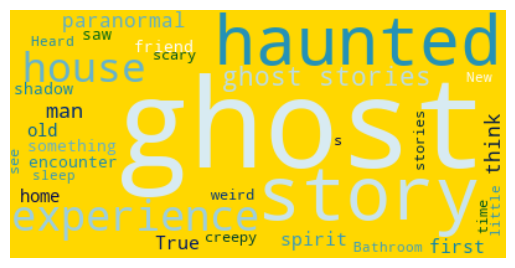 paranormal
haunted
Heard
saw
friend
scary
house
ghost stories
New
shadow
ghost
man
old
something
see
encounter
sleep
s
stories
think
home
weird
story
experience
True
creepy
spirit
Bathroom
first
time
little